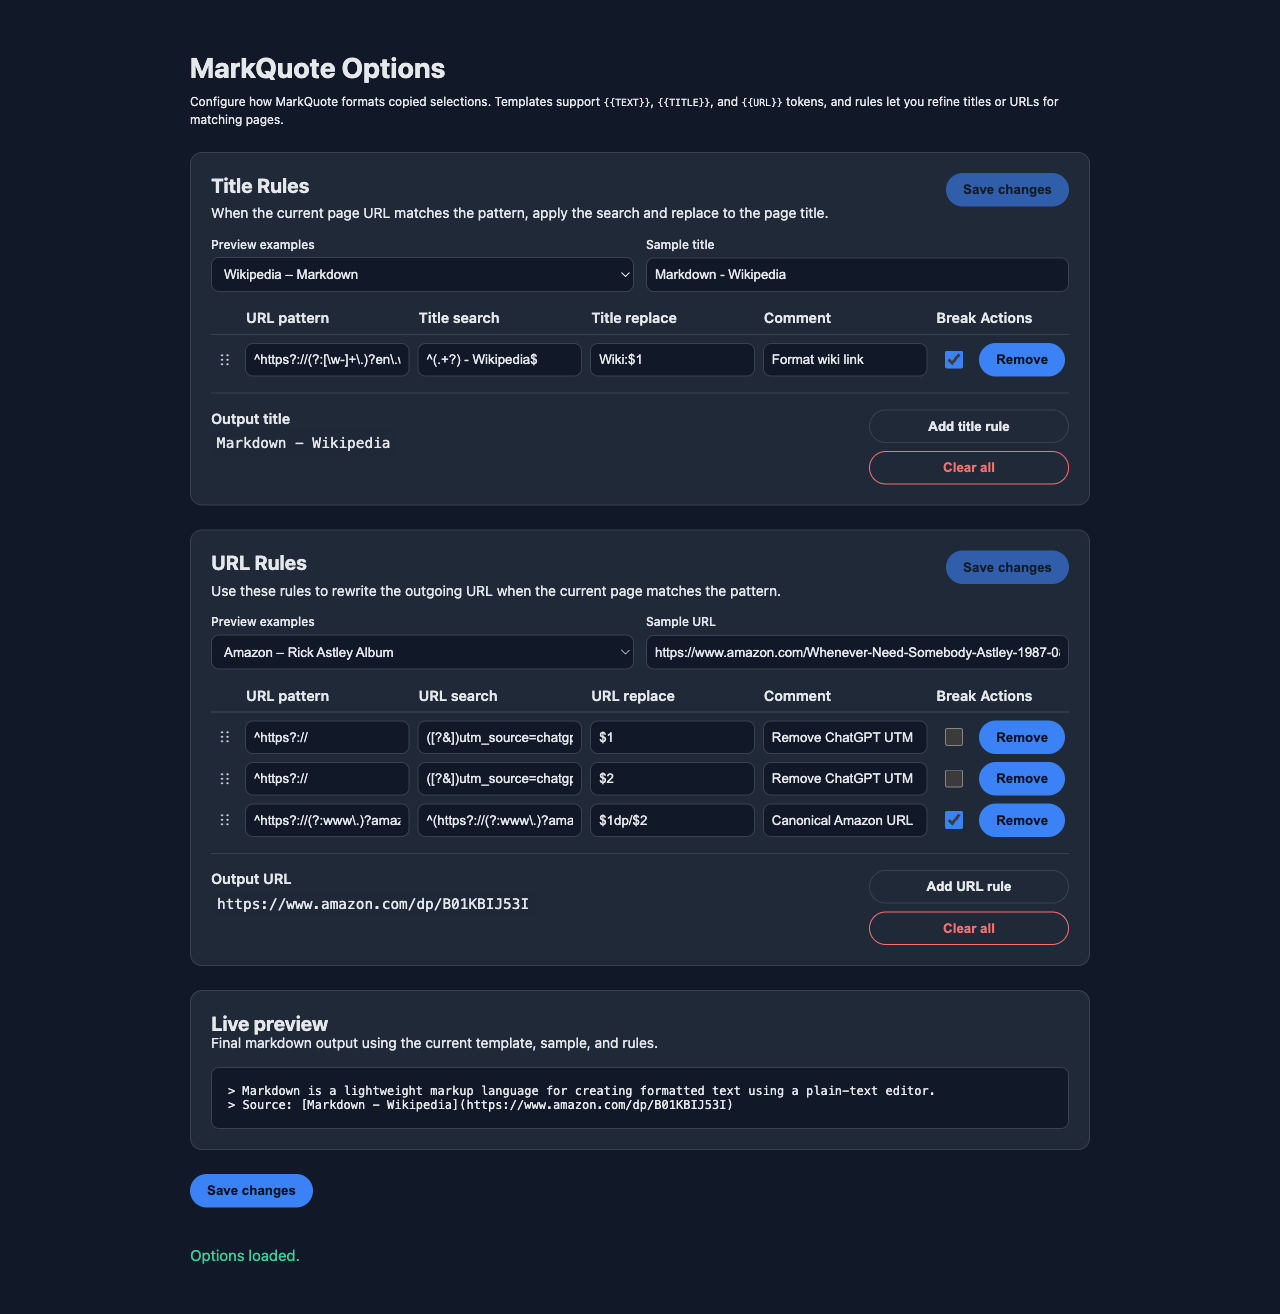 MarkQuote Options
Configure how MarkQuote formats copied selections. Templates support {{TEXT}}, {{TITLE}}, and {{URL}} tokens, and rules let you refine titles or URLs for
matching pages.
Title Rules
Save changes
When the current page URL matches the pattern, apply the search and replace to the page title.
Preview examples
Sample title
Wikipedia – Markdown
Markdown - Wikipedia
URL pattern Title search Title replace Comment Break Actions
^https?://(?:[\w-]+\.)?en\. ^(.+?) - Wikipedia$ Wiki:$1 Format wiki link Remove
Output title
Markdown - Wikipedia
Add title rule
Clear all
URL Rules
Save changes
Use these rules to rewrite the outgoing URL when the current page matches the pattern.
Preview examples
Sample URL
Amazon – Rick Astley Album
https://www.amazon.com/Whenever-Need-Somebody-Astley-1987-0
URL pattern URL search URL replace Comment Break Actions
^https?:// ([?&])utm_source=chatg $1 Remove ChatGPT UTM Remove
^https?:// ([?&])utm_source=chatg $2 Remove ChatGPT UTM Remove
^https?://(?:www\.)?ama ^(https?://(?:www\.)?ama $1dp/$2 Canonical Amazon URL Remove
Output URL
https://www.amazon.com/dp/B01KBIJ53I
Add URL rule
Clear all
Live preview
Final markdown output using the current template, sample, and rules.
> Markdown is a lightweight markup language for creating formatted text using a plain-text editor.
> Source: [Markdown - Wikipedia](https://www.amazon.com/dp/B01KBIJ53I)
Save changes
Options loaded.